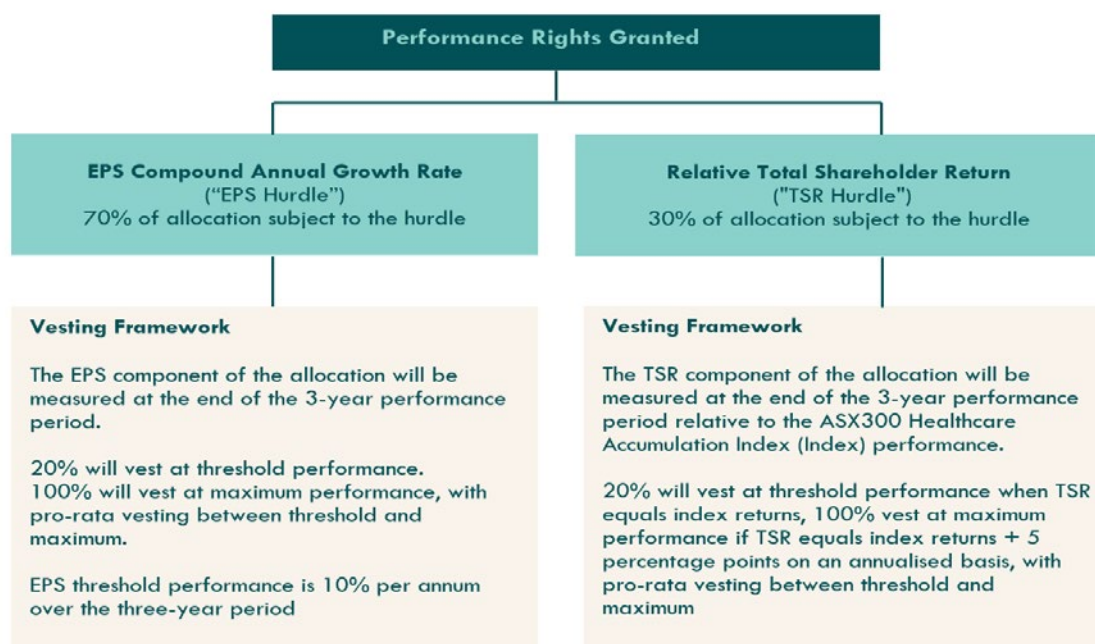 Performance Rights Granted
EPS Compound Annual Growth Rate
(“EPS Hurdle”)
70% of allocation subject to the hurdle
Relative Total Shareholder Return
("TSR Hurdle")
30% of allocation subject to the hurdle
Vesting Framework
The EPS component of the allocation will be
measured at the end of the 3-year performance
period.
20% will vest at threshold performance.
100% will vest at maximum performance, with
pro-rata vesting between threshold and
maximum.
EPS threshold performance is 10% per annum
over the three-year period
Vesting Framework
The TSR component of the allocation will be
measured at the end of the 3-year performance
period relative to the ASX300 Healthcare
Accumulation Index (Index) performance.
20% will vest at threshold performance when TSR
equals index returns, 100% vest at maximum
performance if TSR equals index returns + 5
percentage points on an annualised basis, with
pro-rata vesting between threshold and
maximum